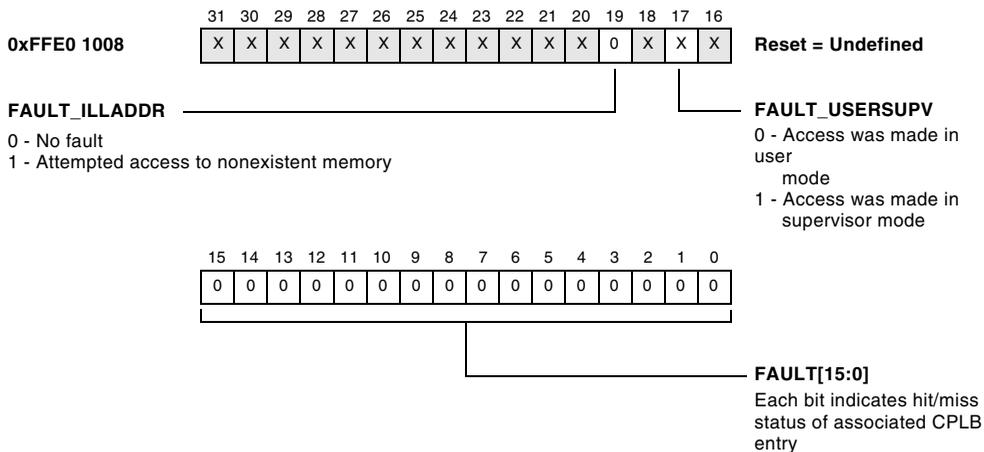 31 30 29 28 27 26 25 24 23 22 21 20 19 18 17 16
0xFFE0 1008 X X X X X X X X X X X X 0 X X X Reset = Undefined
FAULT_ILLADDR
0 - No fault
1 - Attempted access to nonexistent memory
FAULT_USERSUPV
0 - Access was made in
user
mode
1 - Access was made in
supervisor mode
15 14 13 12 11 10 9 8 7 6 5 4 3 2 1 0
0 0 0 0 0 0 0 0 0 0 0 0 0 0 0 0
FAULT[15:0]
Each bit indicates hit/miss
status of associated CPLB
entry